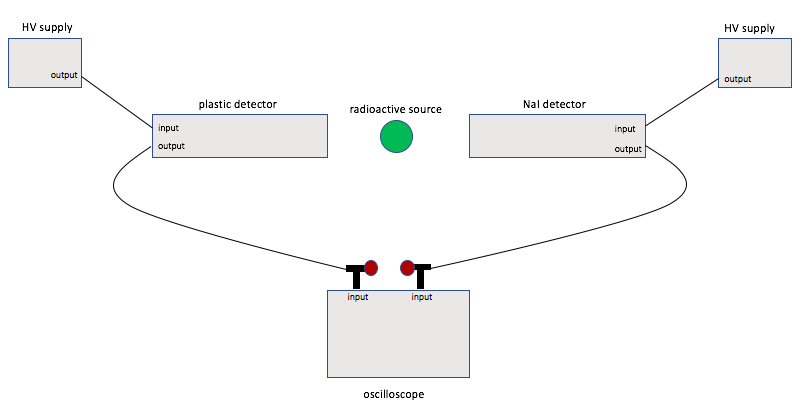 HV supply
HV supply
output
output
plastic detector
radioactive source
NaI detector
input
input
output
output
input
input
oscilloscope